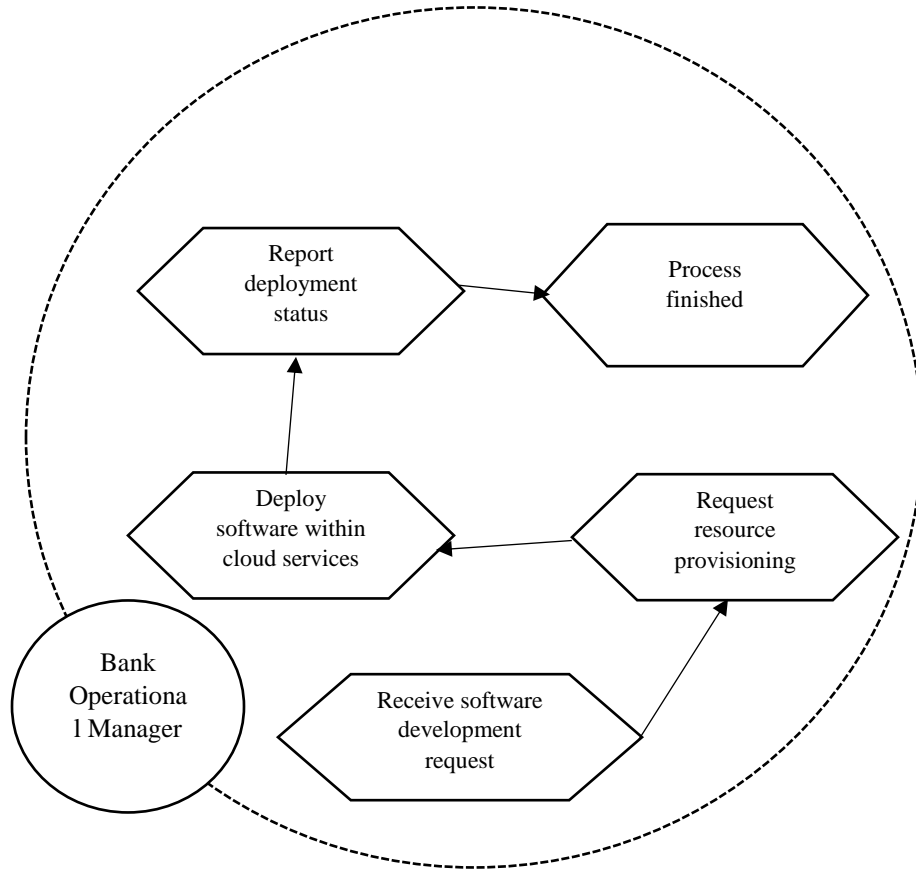 Report
deployment
status
Process
finished
Deploy
software within
cloud services
Request
resource
provisioning
Bank
Operationa
l Manager
Receive software
development
request